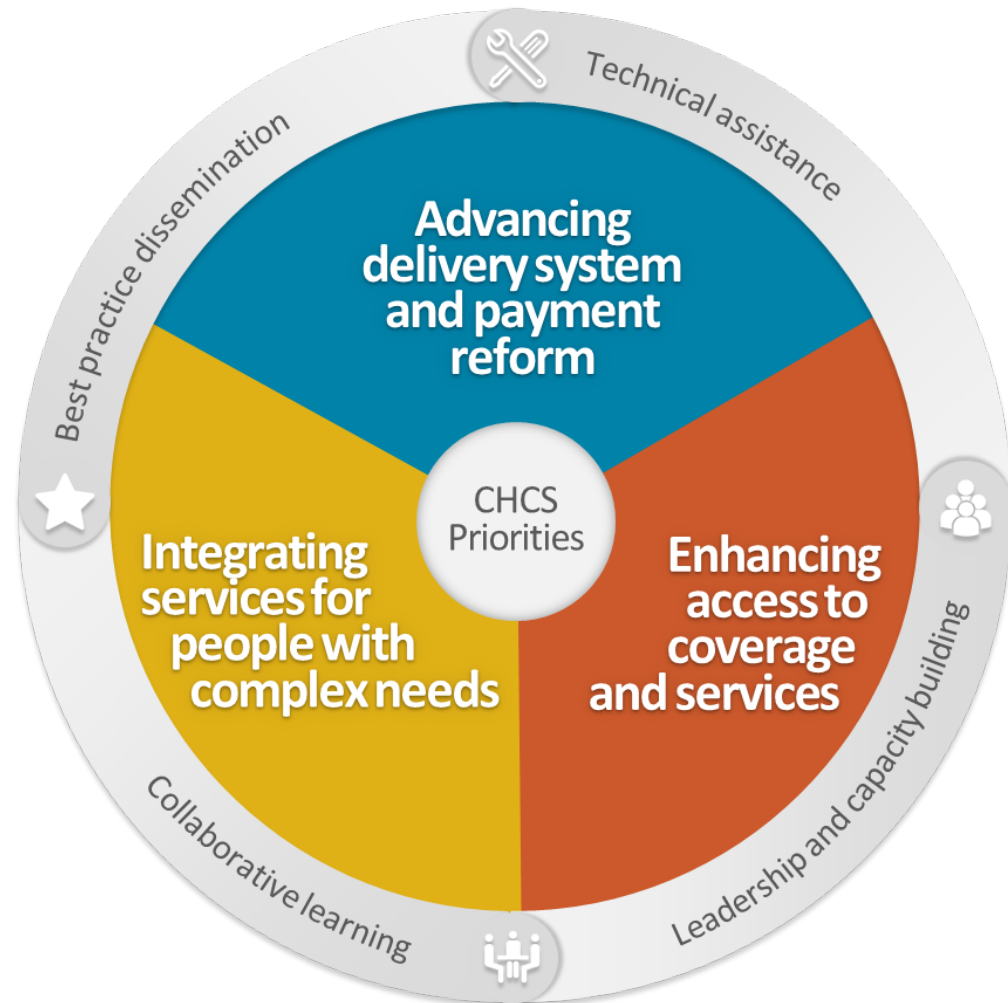 Technical assistance
Best practice dissemination
Advancing
delivery system
and payment
reform
CHCS
Priorities
Integrating
services for
people with
complex needs
Enhancing
access to
coverage
and services
Collaborative learning
Leadership and capacity building